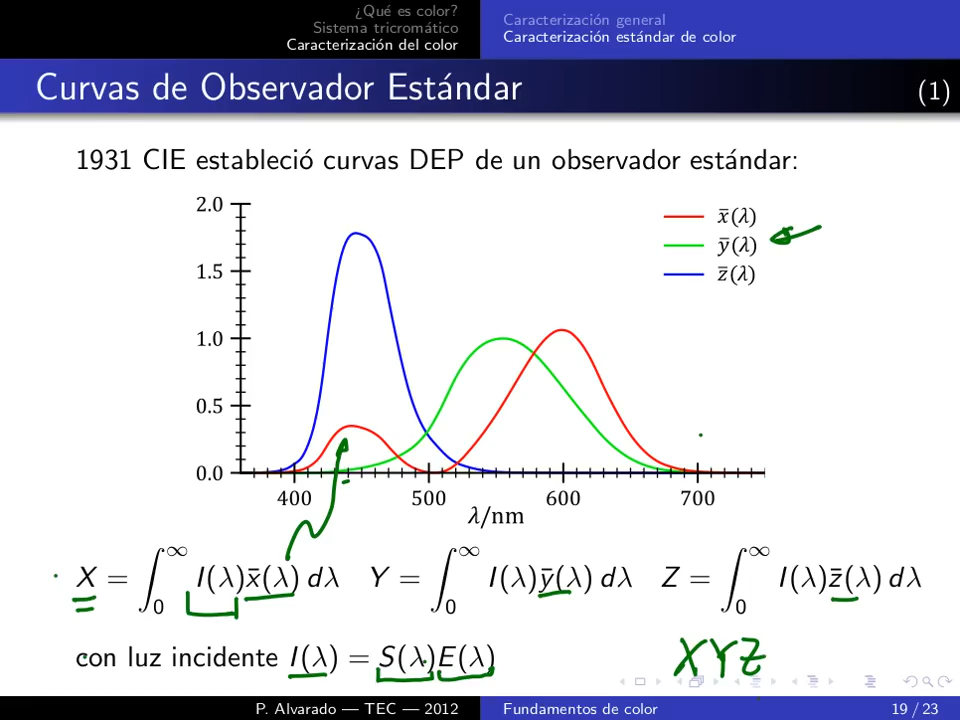 ¿Qué es color?
Sistema tricromático
Caracterización del color
Caracterización general
Caracterización estándar de color
Curvas de Observador Estándar (1)
1931 CIE estableció curvas DEP de un observador estándar:
2.0
1.5
1.0
0.5
0.0
400 500 600 700
λ/nm
x̄(λ)
ȳ(λ)
z̄(λ)
X = ∫₀^∞ I(λ)x̄(λ) dλ Y = ∫₀^∞ I(λ)ȳ(λ) dλ Z = ∫₀^∞ I(λ)z̄(λ) dλ
con luz incidente I(λ) = S(λ)E(λ)
XYZ
P. Alvarado — TEC — 2012 Fundamentos de color 19 / 23